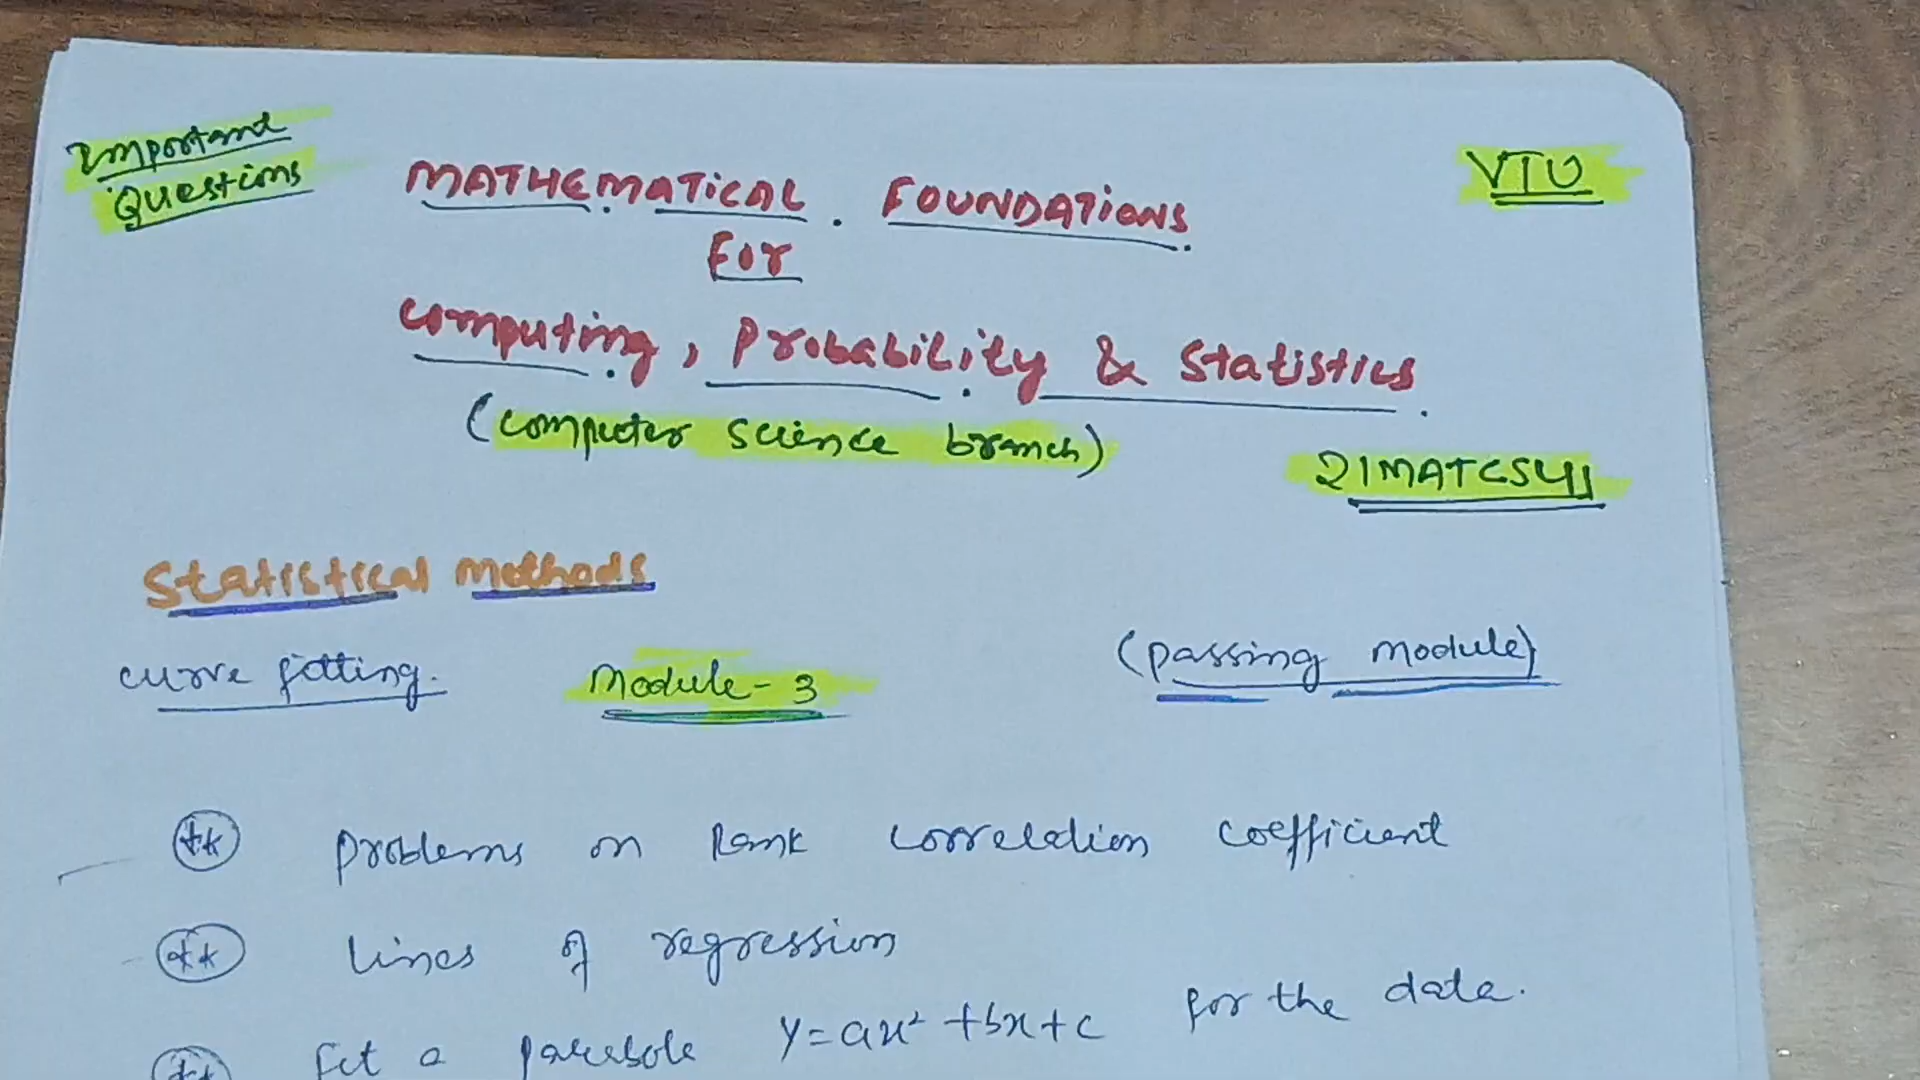 Important
Questions
VTU
MATHEMATICAL FOUNDATIONS
For
computing, Probability & Statistics
(computer science branch)
21MATCS41
Statistical Methods
curve fitting.
Module-3
(passing module)
** problems on Rank correlation coefficient
** lines of regression
** fit a parabola y=ax²+bx+c for the data.